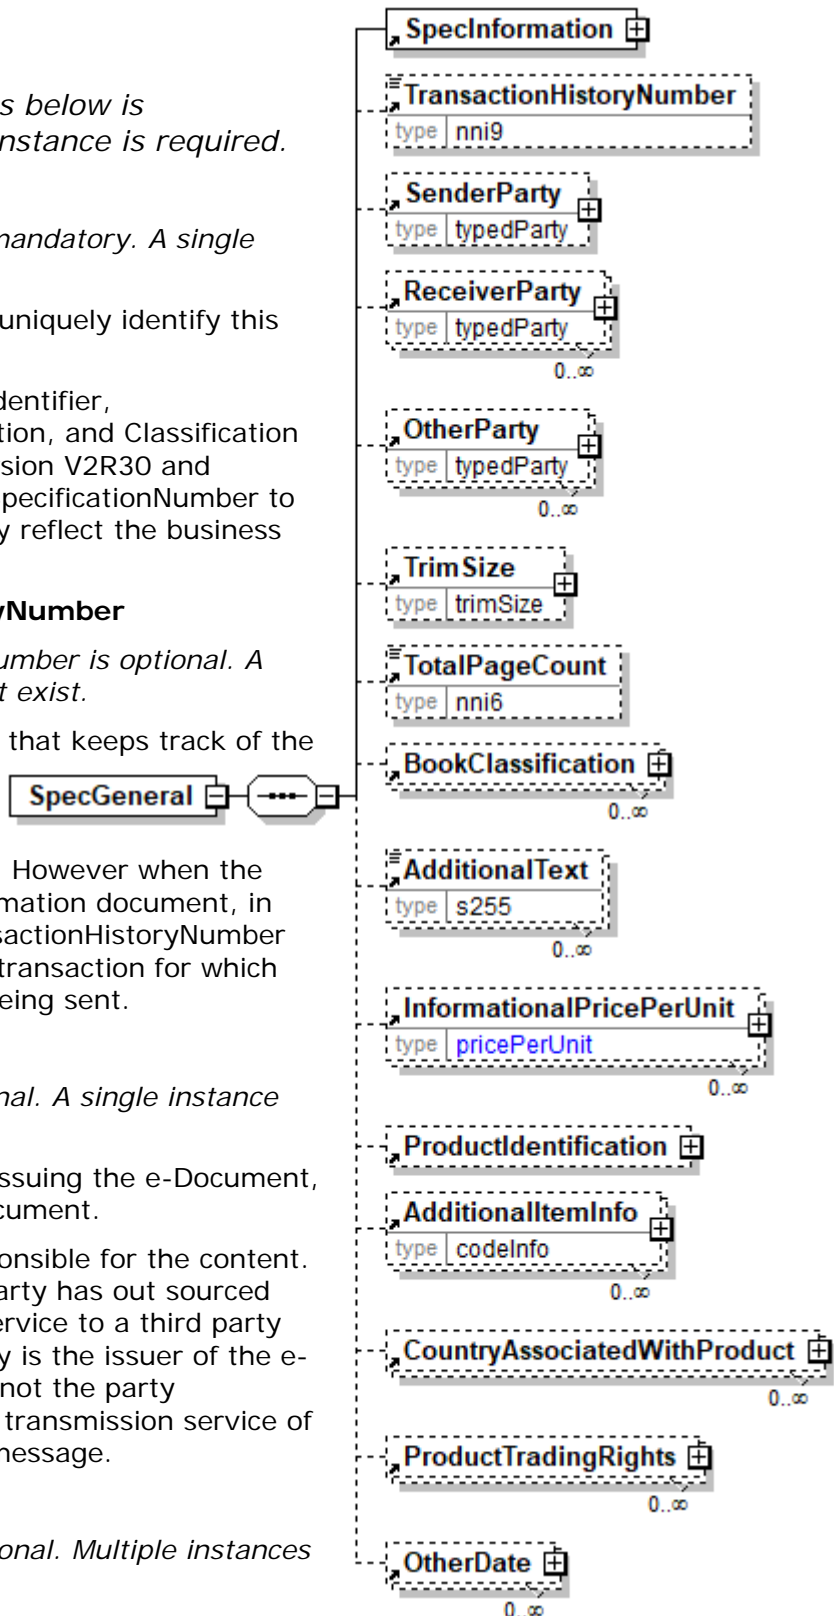 s below is
nstance is required.
mandatory. A single
uniquely identify this
dentifier,
tion, and Classification
sion V2R30 and
pecificationNumber to
y reflect the business
yNumber
umber is optional. A
t exist.
that keeps track of the
SpecGeneral
However when the
mation document, in
sactionHistoryNumber
transaction for which
eing sent.
nal. A single instance
ssuing the e-Document,
cument.
onsible for the content.
arty has out sourced
ervice to a third party
y is the issuer of the e-
not the party
transmission service of
nessage.
onal. Multiple instances
SpecInformation
TransactionHistoryNumber
type nni9
SenderParty
type typedParty
ReceiverParty
type typedParty
0..∞
OtherParty
type typedParty
0..∞
TrimSize
type trimSize
TotalPageCount
type nni6
BookClassification
0..∞
AdditionalText
type s255
0..∞
InformationalPricePerUnit
type pricePerUnit
0..∞
ProductIdentification
AdditionalItemInfo
type codeInfo
0..∞
CountryAssociatedWithProduct
0..∞
ProductTradingRights
0..∞
OtherDate
0..∞